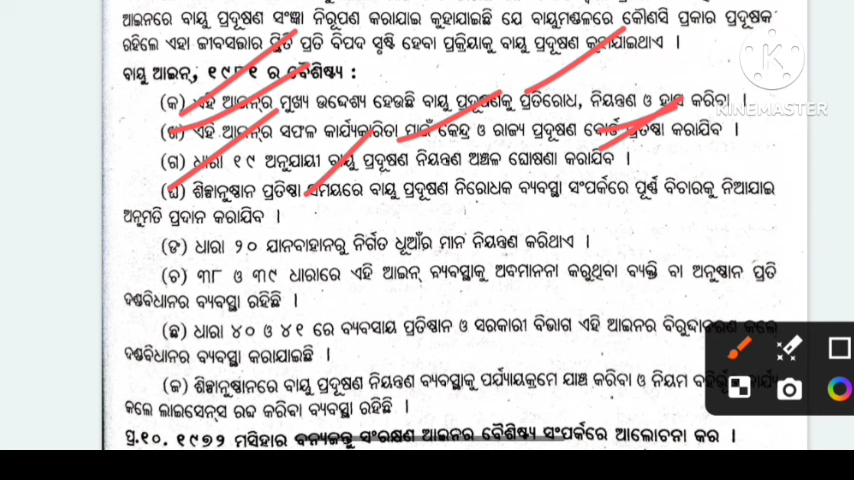 ଆଇନରେ ବାୟୁ ପ୍ରଦୂଷଣ ସଂଜ୍ଞା ନିରୂପଣ କରାଯାଇ କୁହାଯାଇଛି ଯେ ବାୟୁମଣ୍ଡଳରେ କୌଣସି ପ୍ରକାର ପ୍ରଦୂଷକ
ରହିଲେ ଏହା ଜୀବସତ୍ତାର ସ୍ଥିତି ପ୍ରତି ବିପଦ ସୃଷ୍ଟି ହେବା ପ୍ରକ୍ରିୟାକୁ ବାୟୁ ପ୍ରଦୂଷଣ କୁହାଯାଇଥାଏ ।
ବାୟୁ ଆଇନ୍, ୧୯୮୧ ର ବୈଶିଷ୍ଟ୍ୟ :
(କ) ଏହି ଆଇନ୍‌ର ମୁଖ୍ୟ ଉଦ୍ଦେଶ୍ୟ ହେଉଛି ବାୟୁ ପ୍ରଦୂଷଣକୁ ପ୍ରତିରୋଧ, ନିୟନ୍ତ୍ରଣ ଓ ହ୍ରାସ କରିବା ।
KINEMASTER
(ଖ) ଏହି ଆଇନ୍‌ର ସଫଳ କାର୍ଯ୍ୟକାରିତା ପାଇଁ କେନ୍ଦ୍ର ଓ ରାଜ୍ୟ ପ୍ରଦୂଷଣ ବୋର୍ଡ ପ୍ରତିଷ୍ଠା କରାଯିବ ।
(ଗ) ଧାରା ୧୯ ଅନୁଯାୟୀ ବାୟୁ ପ୍ରଦୂଷଣ ନିୟନ୍ତ୍ରଣ ଅଞ୍ଚଳ ଘୋଷଣା କରାଯିବ ।
(ଘ) ଶିଳ୍ପାନୁଷ୍ଠାନ ପ୍ରତିଷ୍ଠା ସମୟରେ ବାୟୁ ପ୍ରଦୂଷଣ ନିରୋଧକ ବ୍ୟବସ୍ଥା ସଂପର୍କରେ ପୂର୍ଣ୍ଣ ବିଚାରକୁ ନିଆଯାଇ
ଅନୁମତି ପ୍ରଦାନ କରାଯିବ ।
(ଙ) ଧାରା ୨୦ ଯାନବାହାନରୁ ନିର୍ଗତ ଧୂଆଁର ମାନ ନିୟନ୍ତ୍ରଣ କରିଥାଏ ।
(ଚ) ୩୮ ଓ ୩୯ ଧାରାରେ ଏହି ଆଇନ୍ ବ୍ୟବସ୍ଥାକୁ ଅବମାନନା କରୁଥିବା ବ୍ୟକ୍ତି ବା ଅନୁଷ୍ଠାନ ପ୍ରତି
ଦଣ୍ଡବିଧାନର ବ୍ୟବସ୍ଥା ରହିଛି ।
(ଛ) ଧାରା ୪୦ ଓ ୪୧ ରେ ବ୍ୟବସାୟ ପ୍ରତିଷ୍ଠାନ ଓ ସରକାରୀ ବିଭାଗ ଏହି ଆଇନର ବିରୁଦ୍ଧାଚରଣ କଲେ
ଦଣ୍ଡବିଧାନର ବ୍ୟବସ୍ଥା କରାଯାଇଛି ।
(ଜ) ଶିଳ୍ପାନୁଷ୍ଠାନରେ ବାୟୁ ପ୍ରଦୂଷଣ ନିୟନ୍ତ୍ରଣ ବ୍ୟବସ୍ଥାକୁ ପର୍ଯ୍ୟାୟକ୍ରମେ ଯାଞ୍ଚ କରିବା ଓ ନିୟମ ବହିର୍ଭୂତ କାର୍ଯ୍ୟ
କଲେ ଲାଇସେନ୍ସ ରଦ୍ଦ କରିବା ବ୍ୟବସ୍ଥା ରହିଛି ।
ପ୍ର.୧୦. ୧୯୭୨ ମସିହାର ବନ୍ୟଜନ୍ତୁ ସଂରକ୍ଷଣ ଆଇନର ବୈଶିଷ୍ଟ୍ୟ ସଂପର୍କରେ ଆଲୋଚନା କର ।